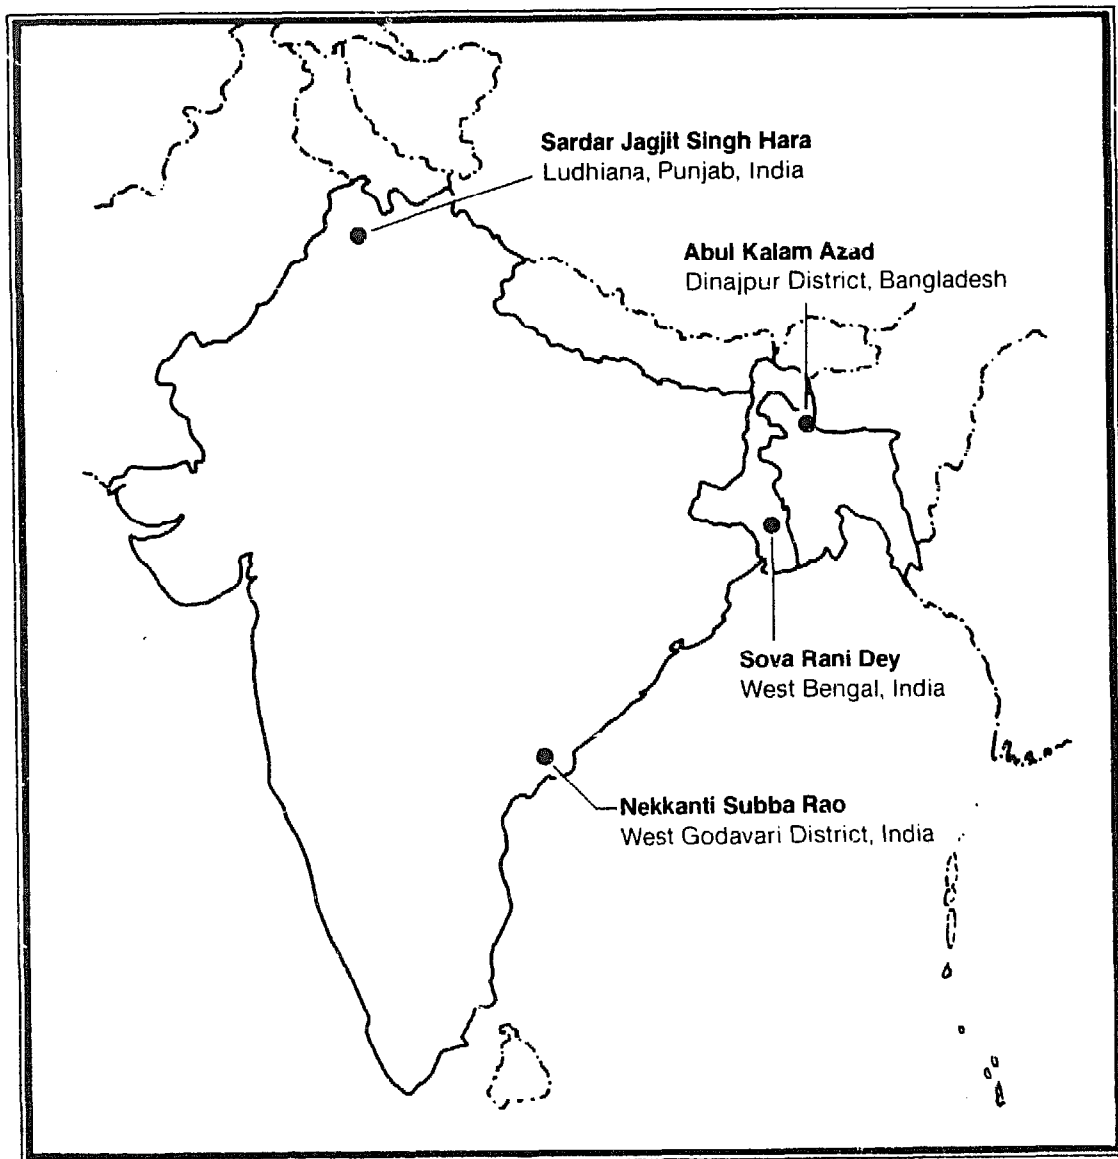 Sardar Jagjit Singh Hara
Ludhiana, Punjab, India
Abul Kalam Azad
Dinajpur District, Bangladesh
Sova Rani Dey
West Bengal, India
Nekkanti Subba Rao
West Godavari District, India